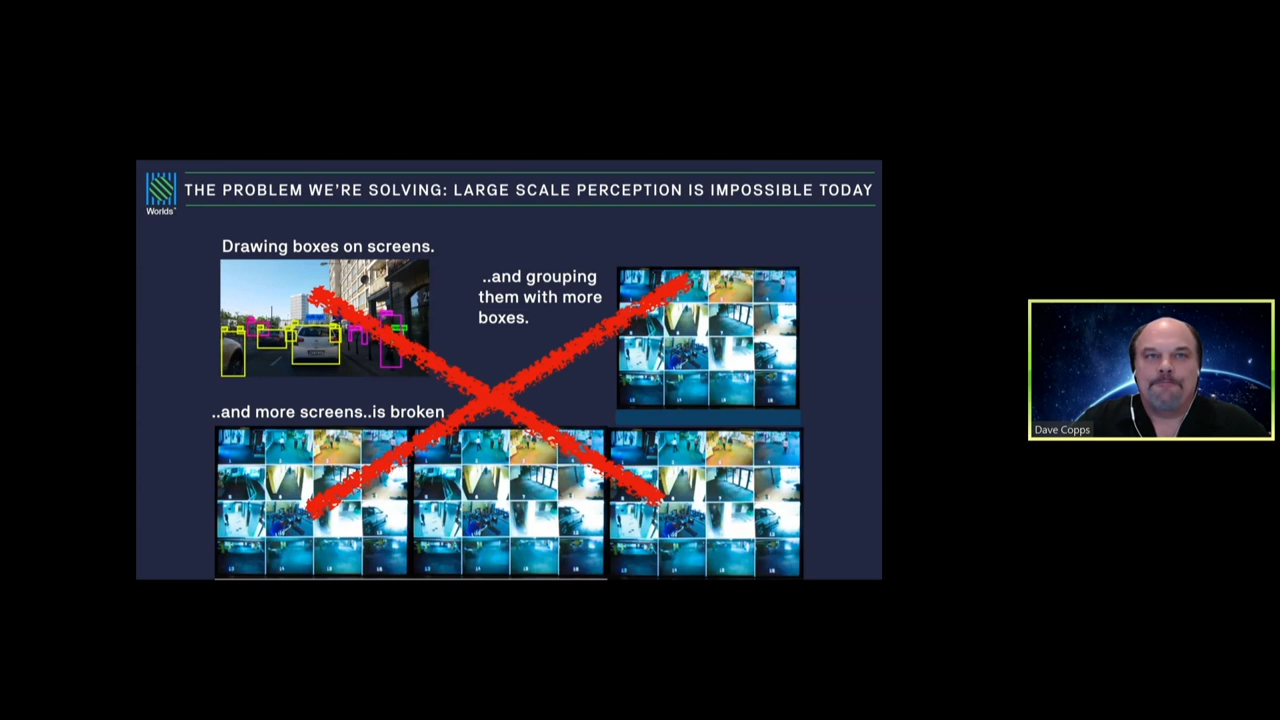 THE PROBLEM WE'RE SOLVING: LARGE SCALE PERCEPTION IS IMPOSSIBLE TODAY
Worlds
Drawing boxes on screens.
..and grouping
them with more
boxes.
..and more screens..is broken
Dave Copps